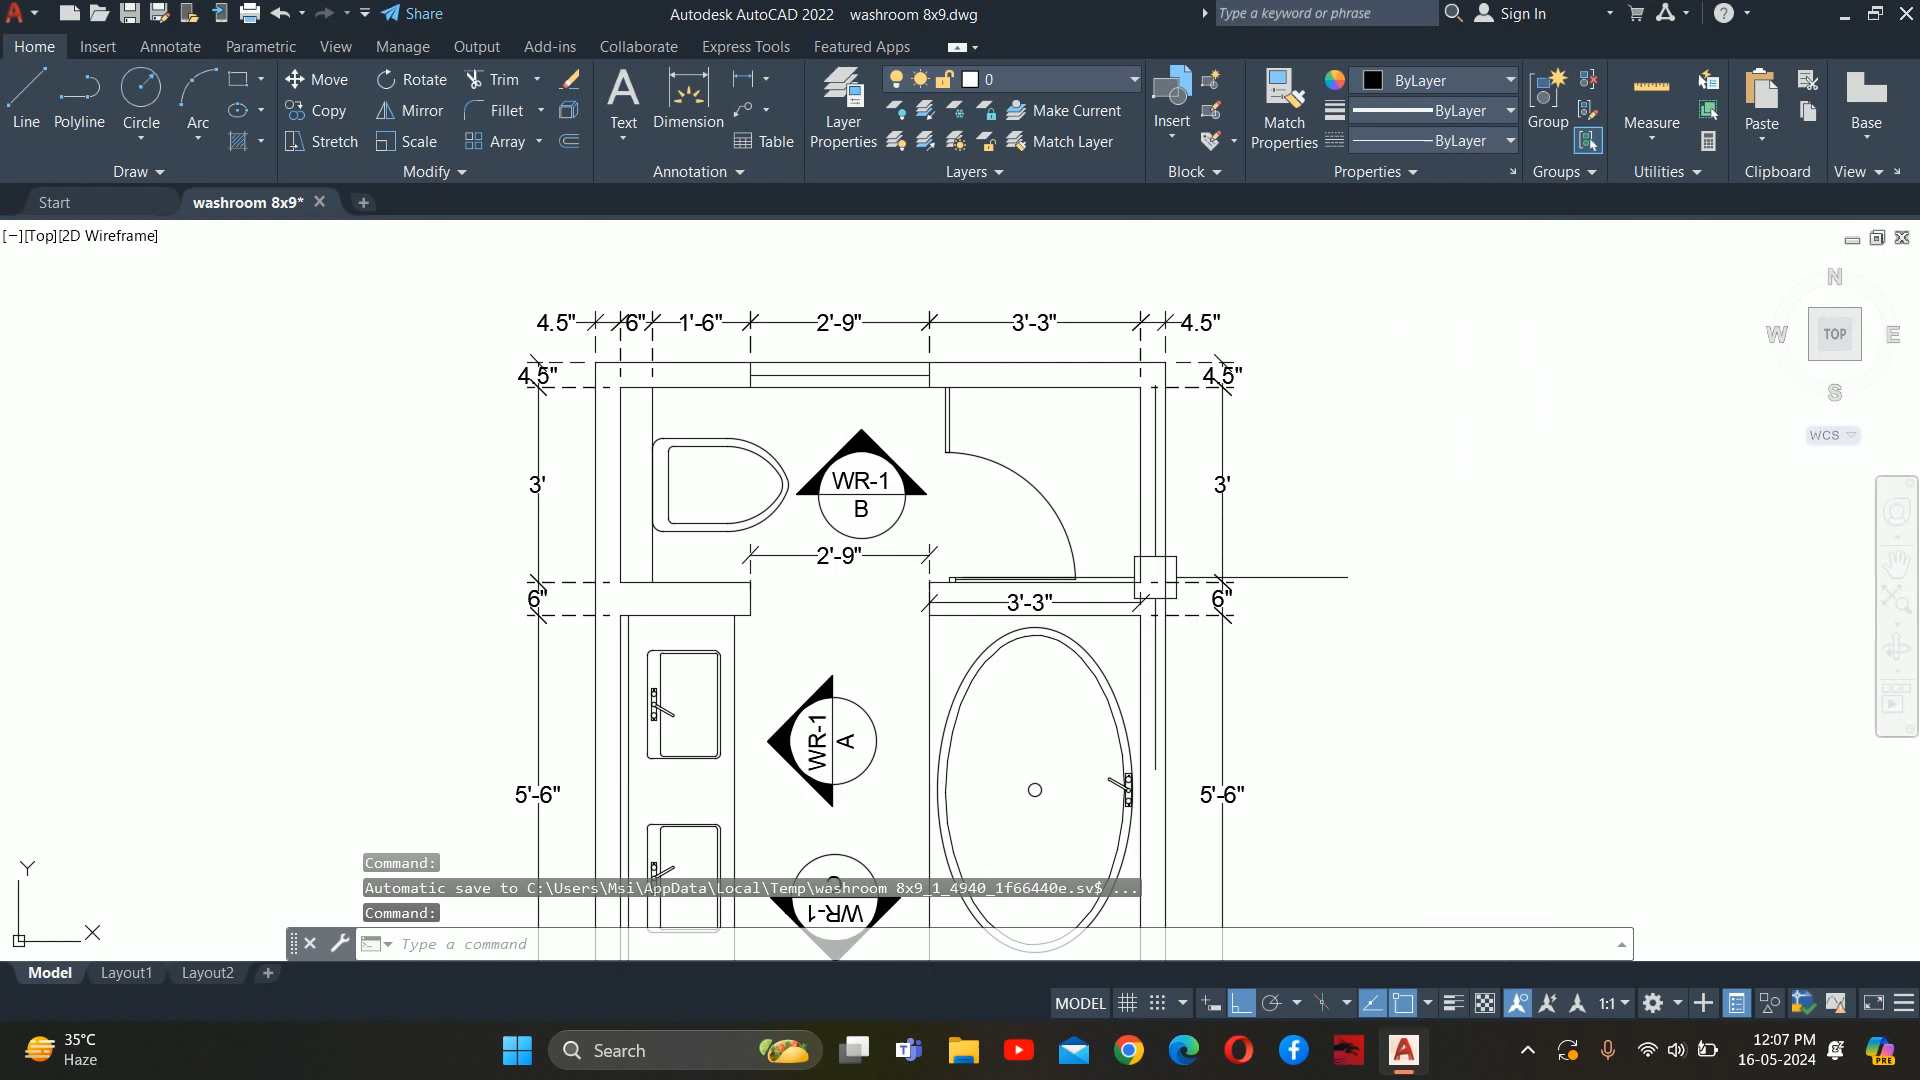 Share
Autodesk AutoCAD 2022 washroom 8x9.dwg
Type a keyword or phrase
Sign In
Home Insert Annotate Parametric View Manage Output Add-ins Collaborate Express Tools Featured Apps
Line Polyline Circle Arc
Move Rotate Trim
Copy Mirror Fillet
Stretch Scale Array
Text Dimension Table
Layer Properties
0
Make Current
Match Layer
Insert
Match Properties
ByLayer
ByLayer
ByLayer
Group
Measure
Paste
Base
Draw Modify Annotation Layers Block Properties Groups Utilities Clipboard View
Start washroom 8x9*
[−][Top][2D Wireframe]
N
W TOP E
S
WCS
4.5" 6" 1'-6" 2'-9" 3'-3" 4.5"
4.5" 4.5"
WR-1
B
3' 3'
2'-9"
6" 3'-3" 6"
WR-1
A
5'-6" 5'-6"
C
WR-1
Command:
Automatic save to C:\Users\Msi\AppData\Local\Temp\washroom 8x9_1_4940_1f66440e.sv$ ...
Command:
Type a command
Y
X
Model Layout1 Layout2
MODEL 1:1
35°C
Haze
Search
12:07 PM
16-05-2024
PRE